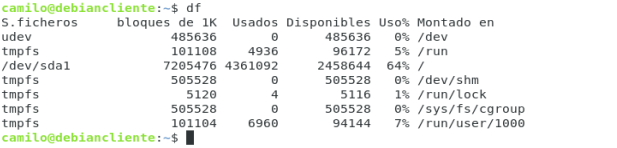 camilo@debiancliente:~$ df
S.ficheros     bloques de 1K  Usados Disponibles Uso% Montado en
udev                  485636       0      485636   0% /dev
tmpfs                 101108    4936       96172   5% /run
/dev/sda1            7205476 4361092     2458644  64% /
tmpfs                 505528       0      505528   0% /dev/shm
tmpfs                   5120       4        5116   1% /run/lock
tmpfs                 505528       0      505528   0% /sys/fs/cgroup
tmpfs                 101104    6960       94144   7% /run/user/1000
camilo@debiancliente:~$